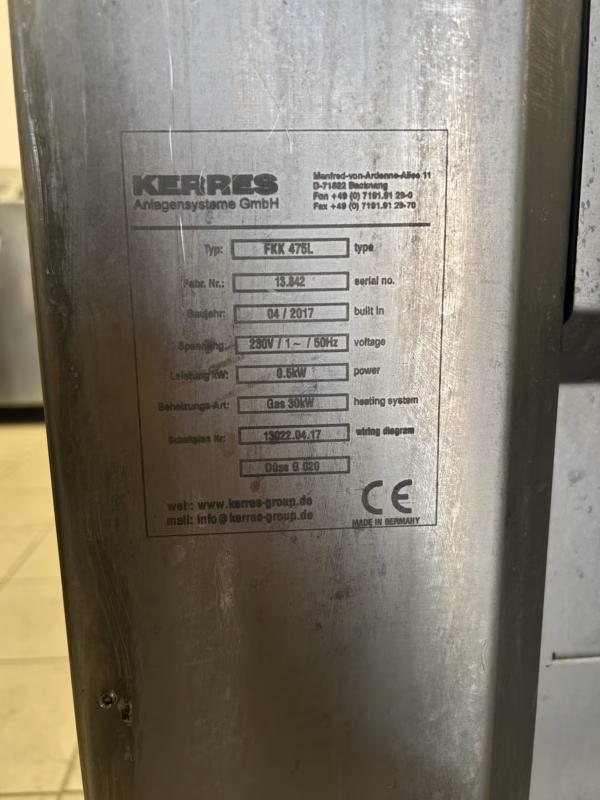 KERRES
Anlagensysteme GmbH
Manfred-von-Ardenne-Allee 11
D-71522 Backnang
Fon +49 (0) 7191.91 29-0
Fax +49 (0) 7191.91 29-70
Typ: FKK 475L type
Fabr. Nr.: 13.842 serial no.
Baujahr: 04 / 2017 built in
Spannung: 230V / 1 ~ / 50Hz voltage
Leistung kW: 0.5kW power
Beheizungs-Art: Gas 30kW heating system
Schaltplan Nr: 13022.04.17 wiring diagram
Düse G 020
web: www.kerres-group.de
mail: info@kerres-group.de
CE
MADE IN GERMANY